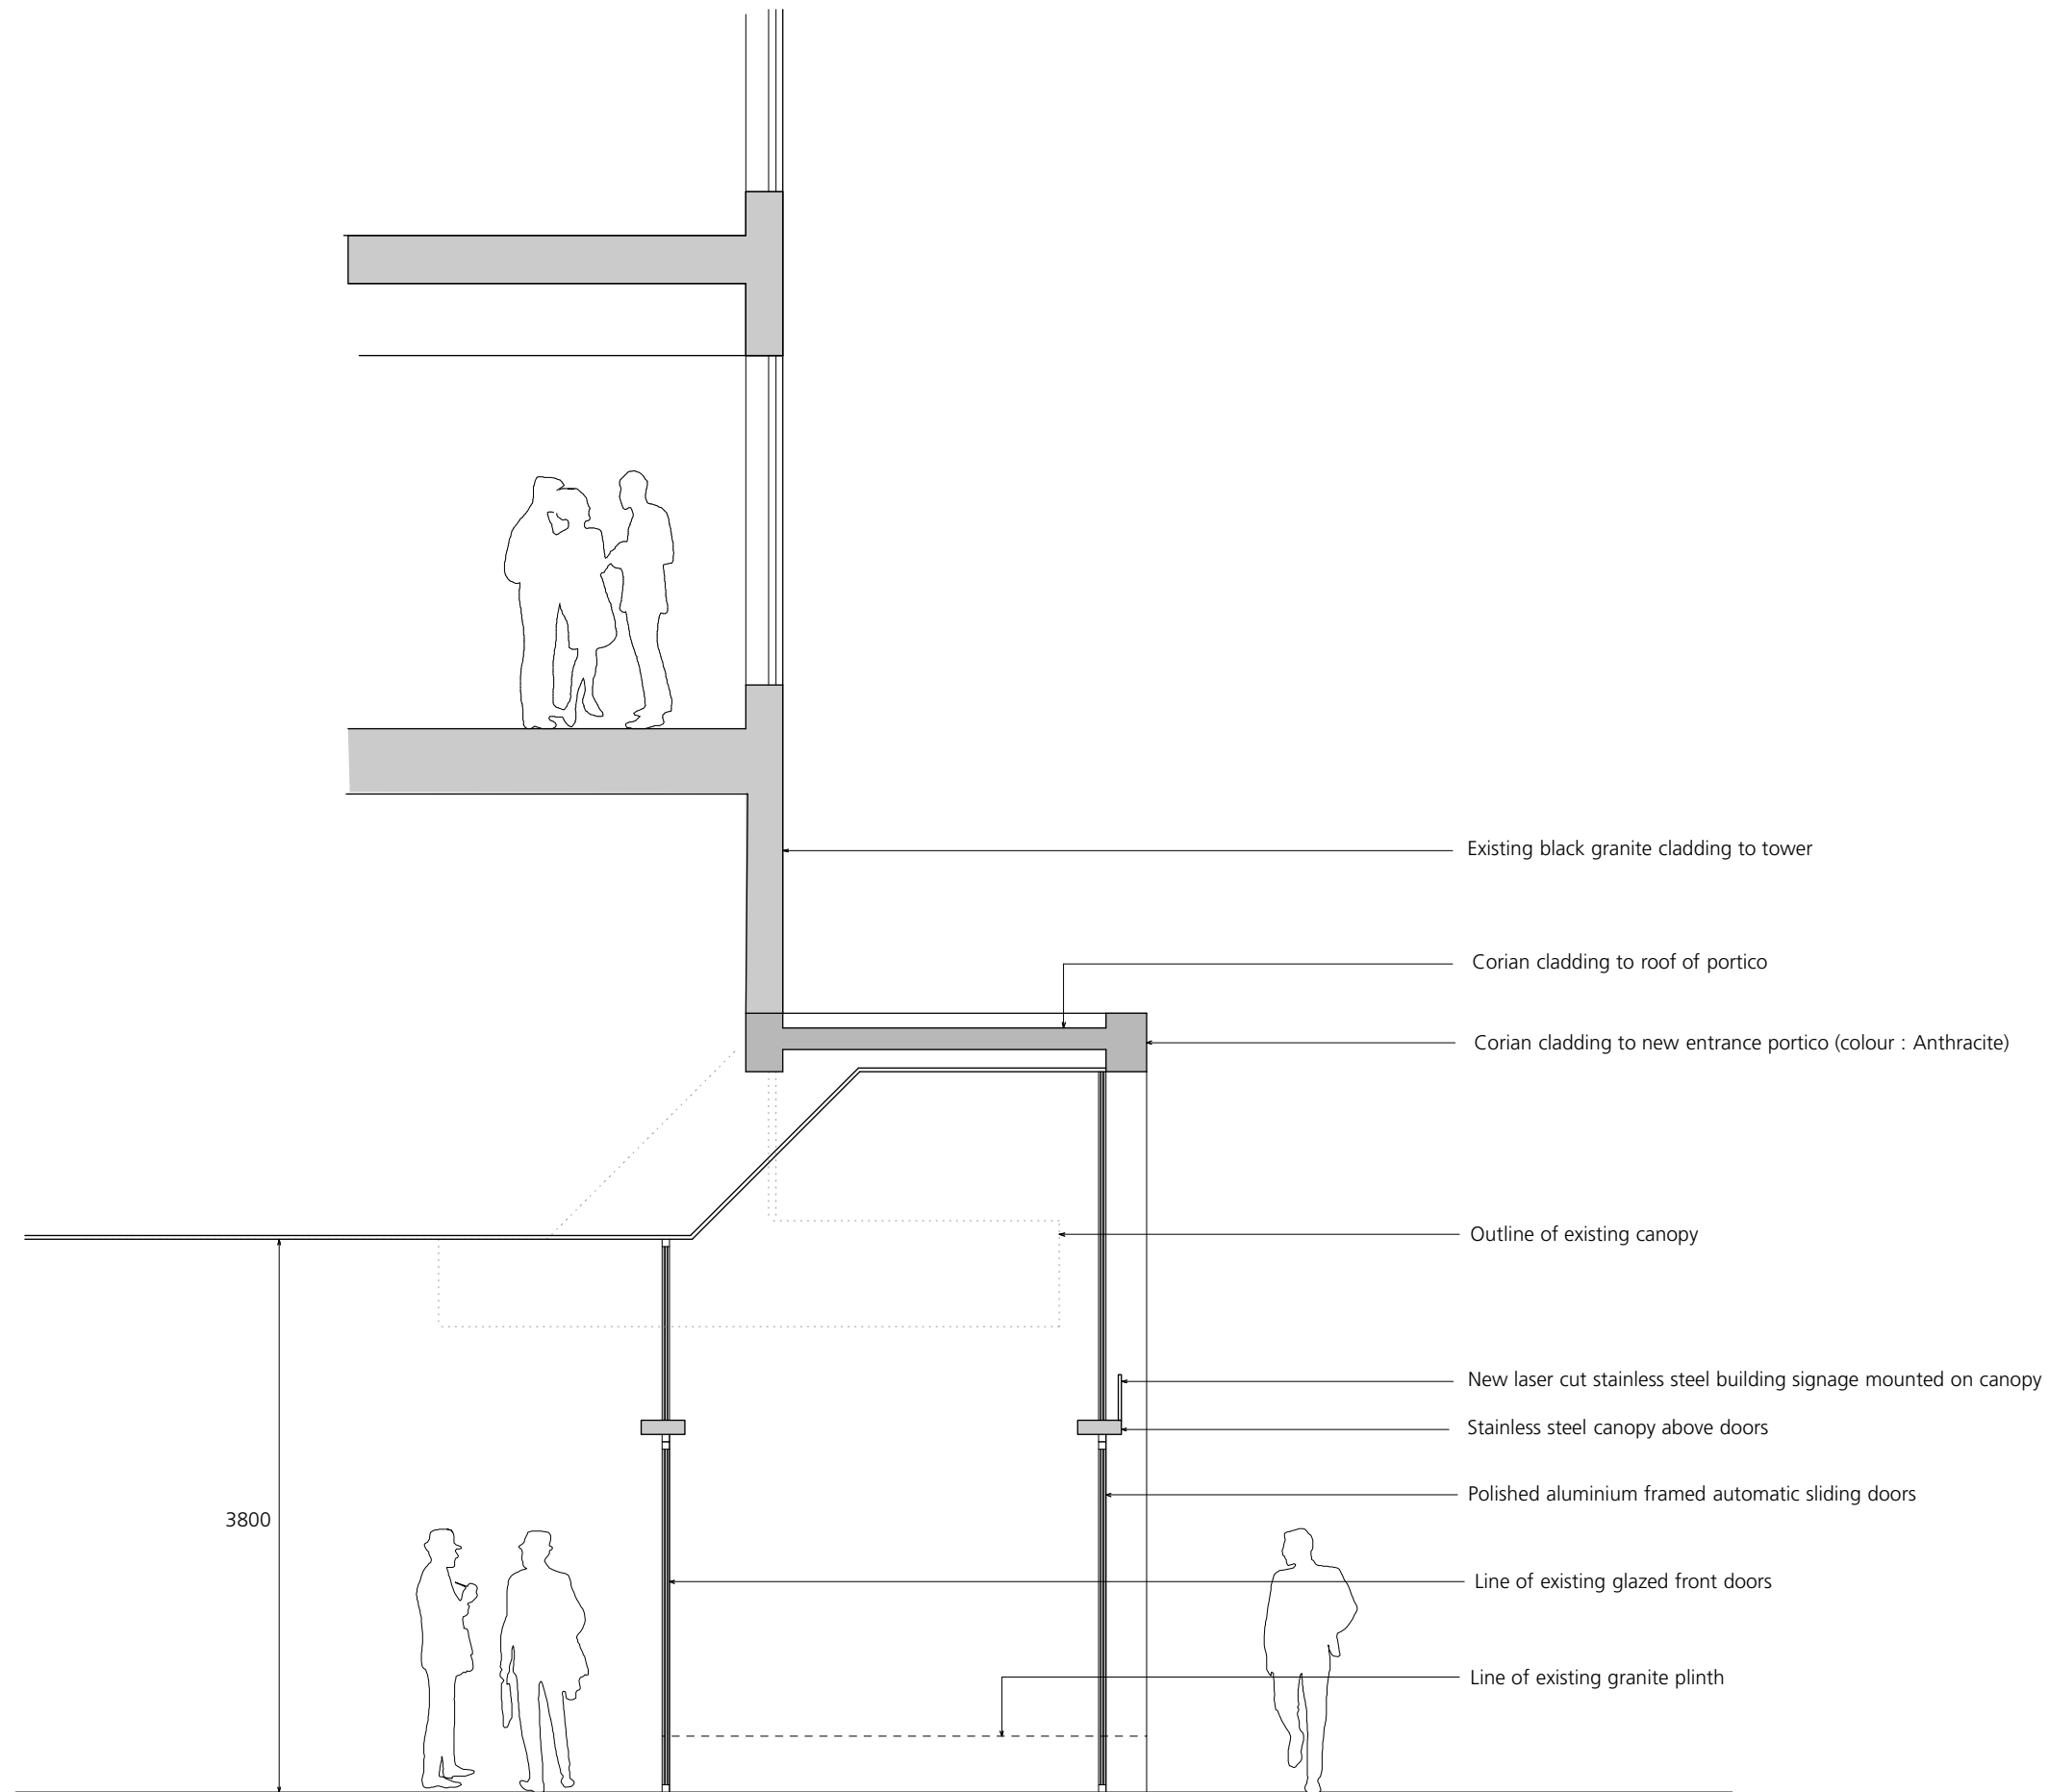 Existing black granite cladding to tower
Corian cladding to roof of portico
Corian cladding to new entrance portico (colour : Anthracite)
Outline of existing canopy
New laser cut stainless steel building signage mounted on canopy
Stainless steel canopy above doors
Polished aluminium framed automatic sliding doors
3800
Line of existing glazed front doors
Line of existing granite plinth